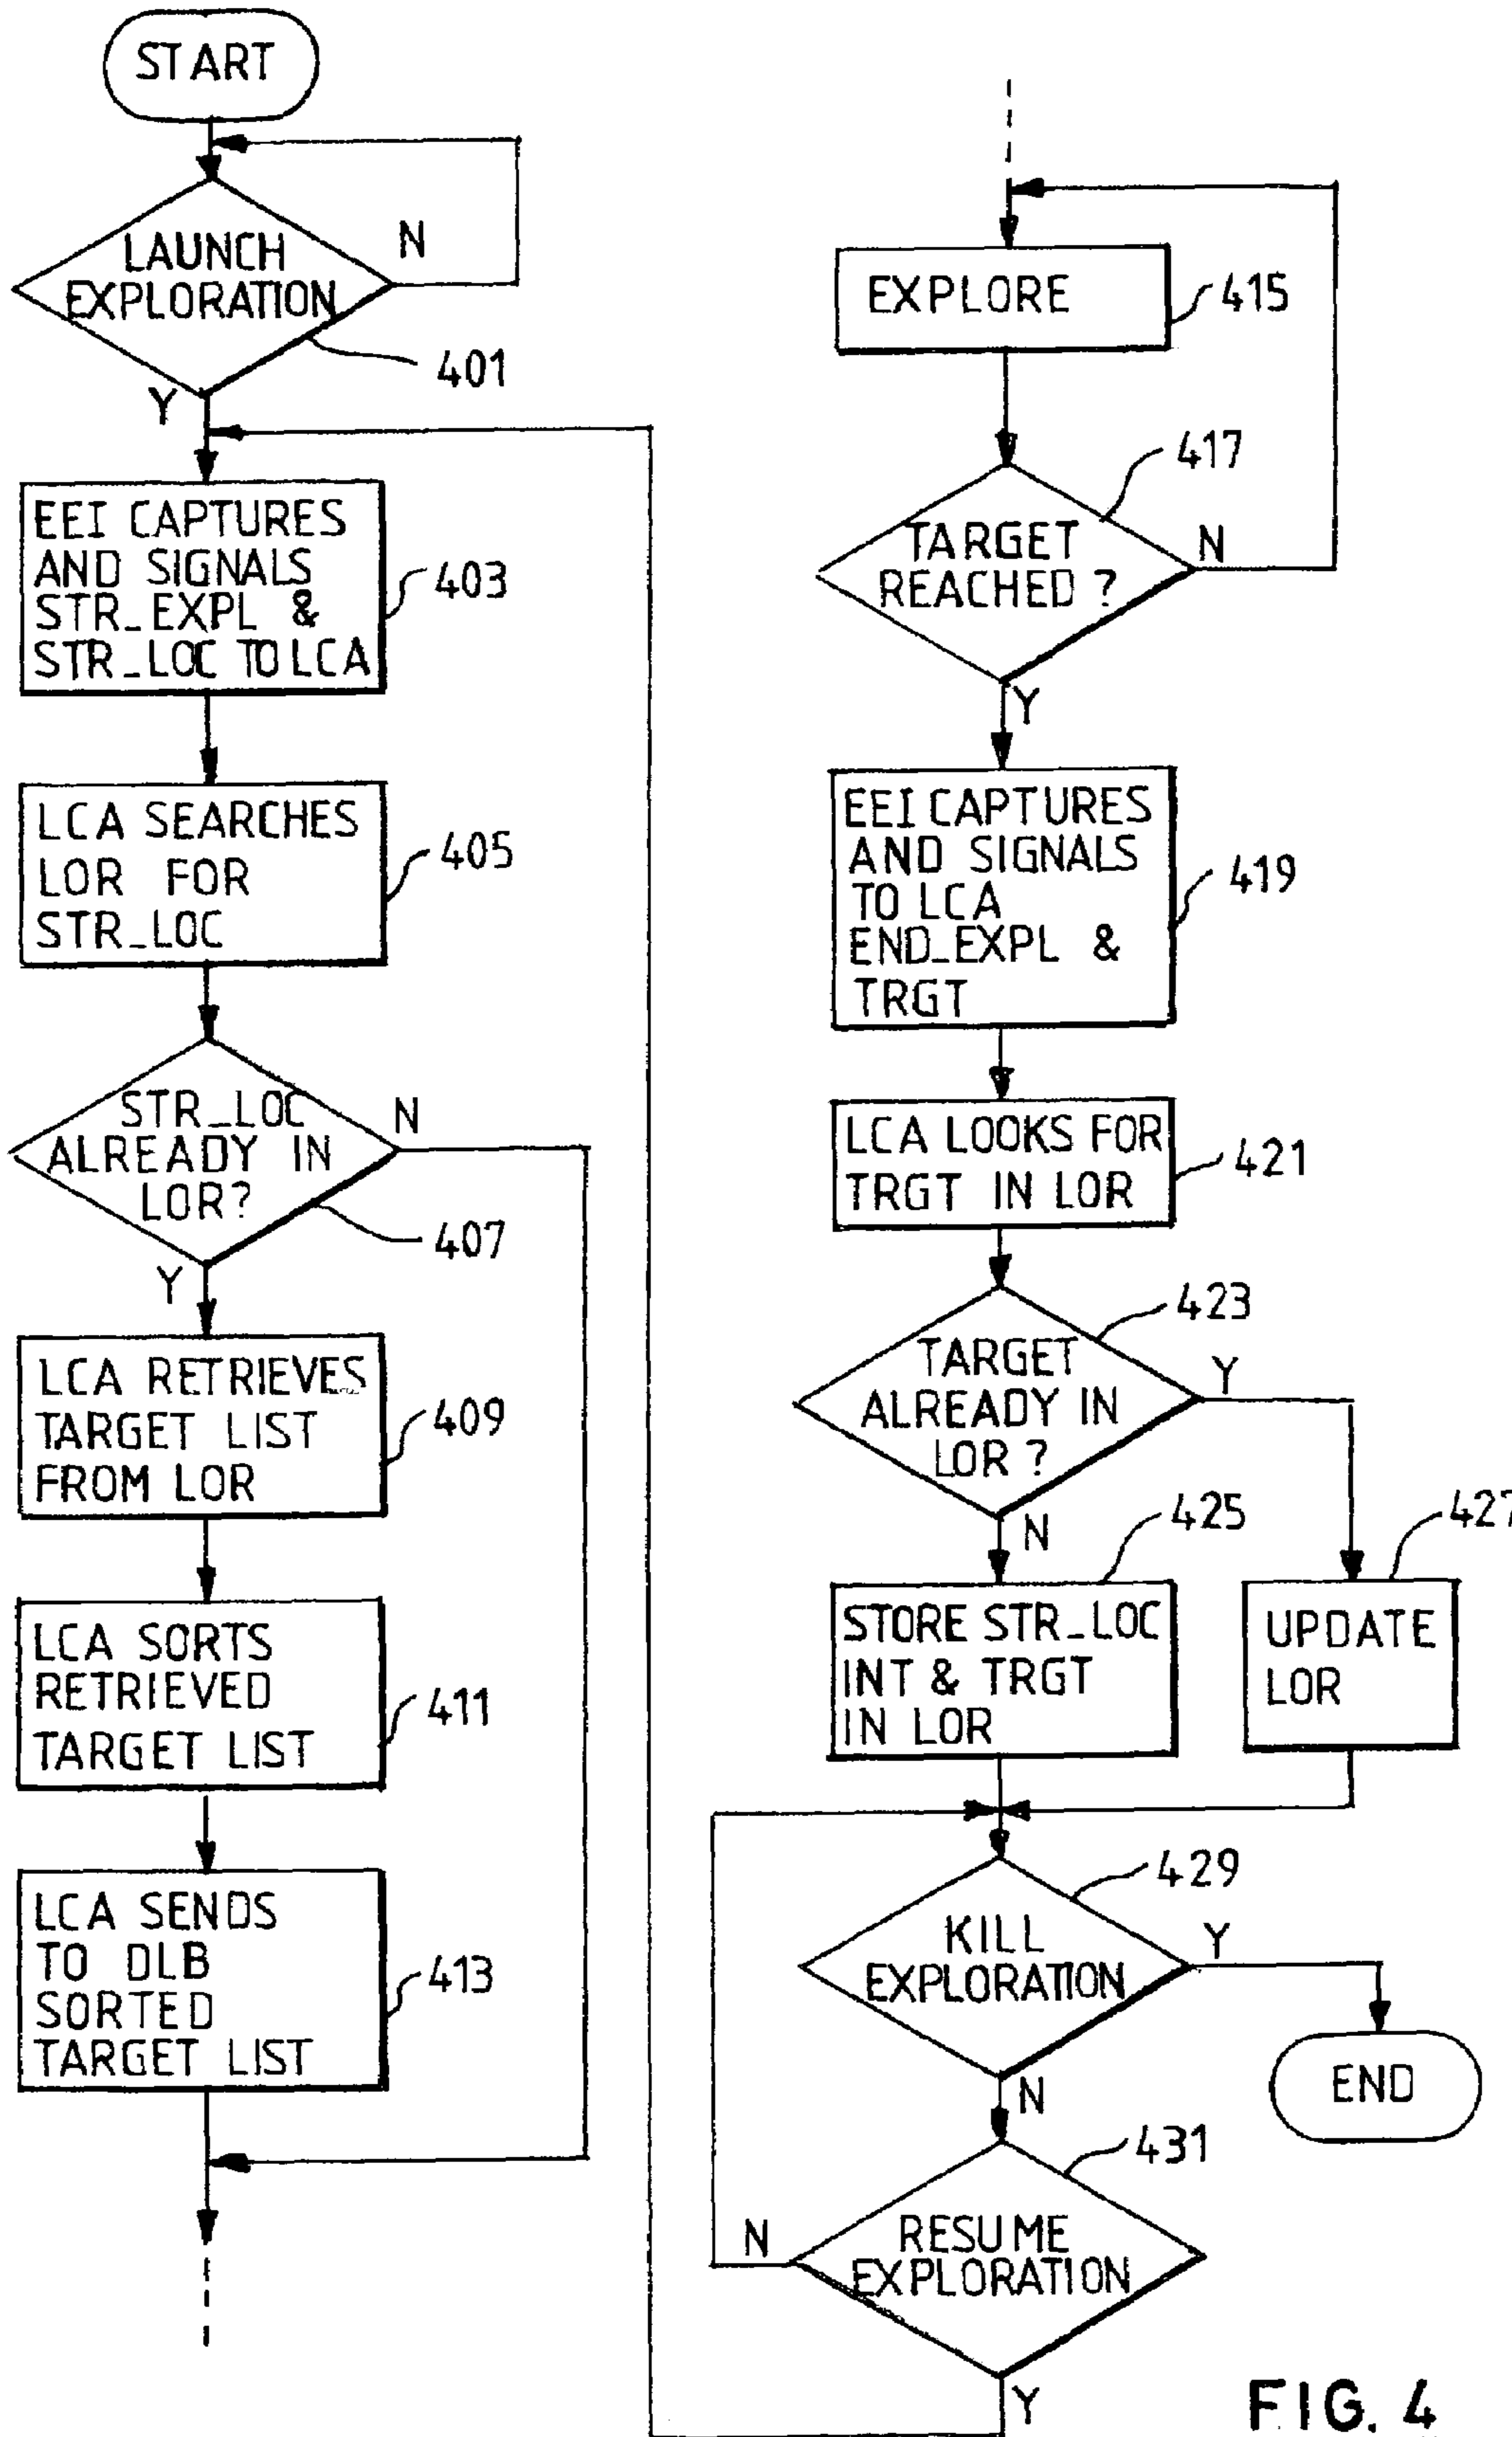 START
LAUNCH
EXPLORATION
N
401
Y
EEI CAPTURES
AND SIGNALS
STR_EXPL &
STR_LOC TO LCA
403
LCA SEARCHES
LOR FOR
STR_LOC
405
STR_LOC
ALREADY IN
LOR?
N
407
Y
LCA RETRIEVES
TARGET LIST
FROM LOR
409
LCA SORTS
RETRIEVED
TARGET LIST
411
LCA SENDS
TO DLB
SORTED
TARGET LIST
413
EXPLORE
415
417
TARGET
REACHED ?
N
Y
EEI CAPTURES
AND SIGNALS
TO LCA
END_EXPL &
TRGT
419
LCA LOOKS FOR
TRGT IN LOR
421
423
TARGET
ALREADY IN
LOR ?
Y
N
425
STORE STR_LOC
INT & TRGT
IN LOR
427
UPDATE
LOR
429
KILL
EXPLORATION
Y
END
N
431
RESUME
EXPLORATION
N
Y
FIG. 4